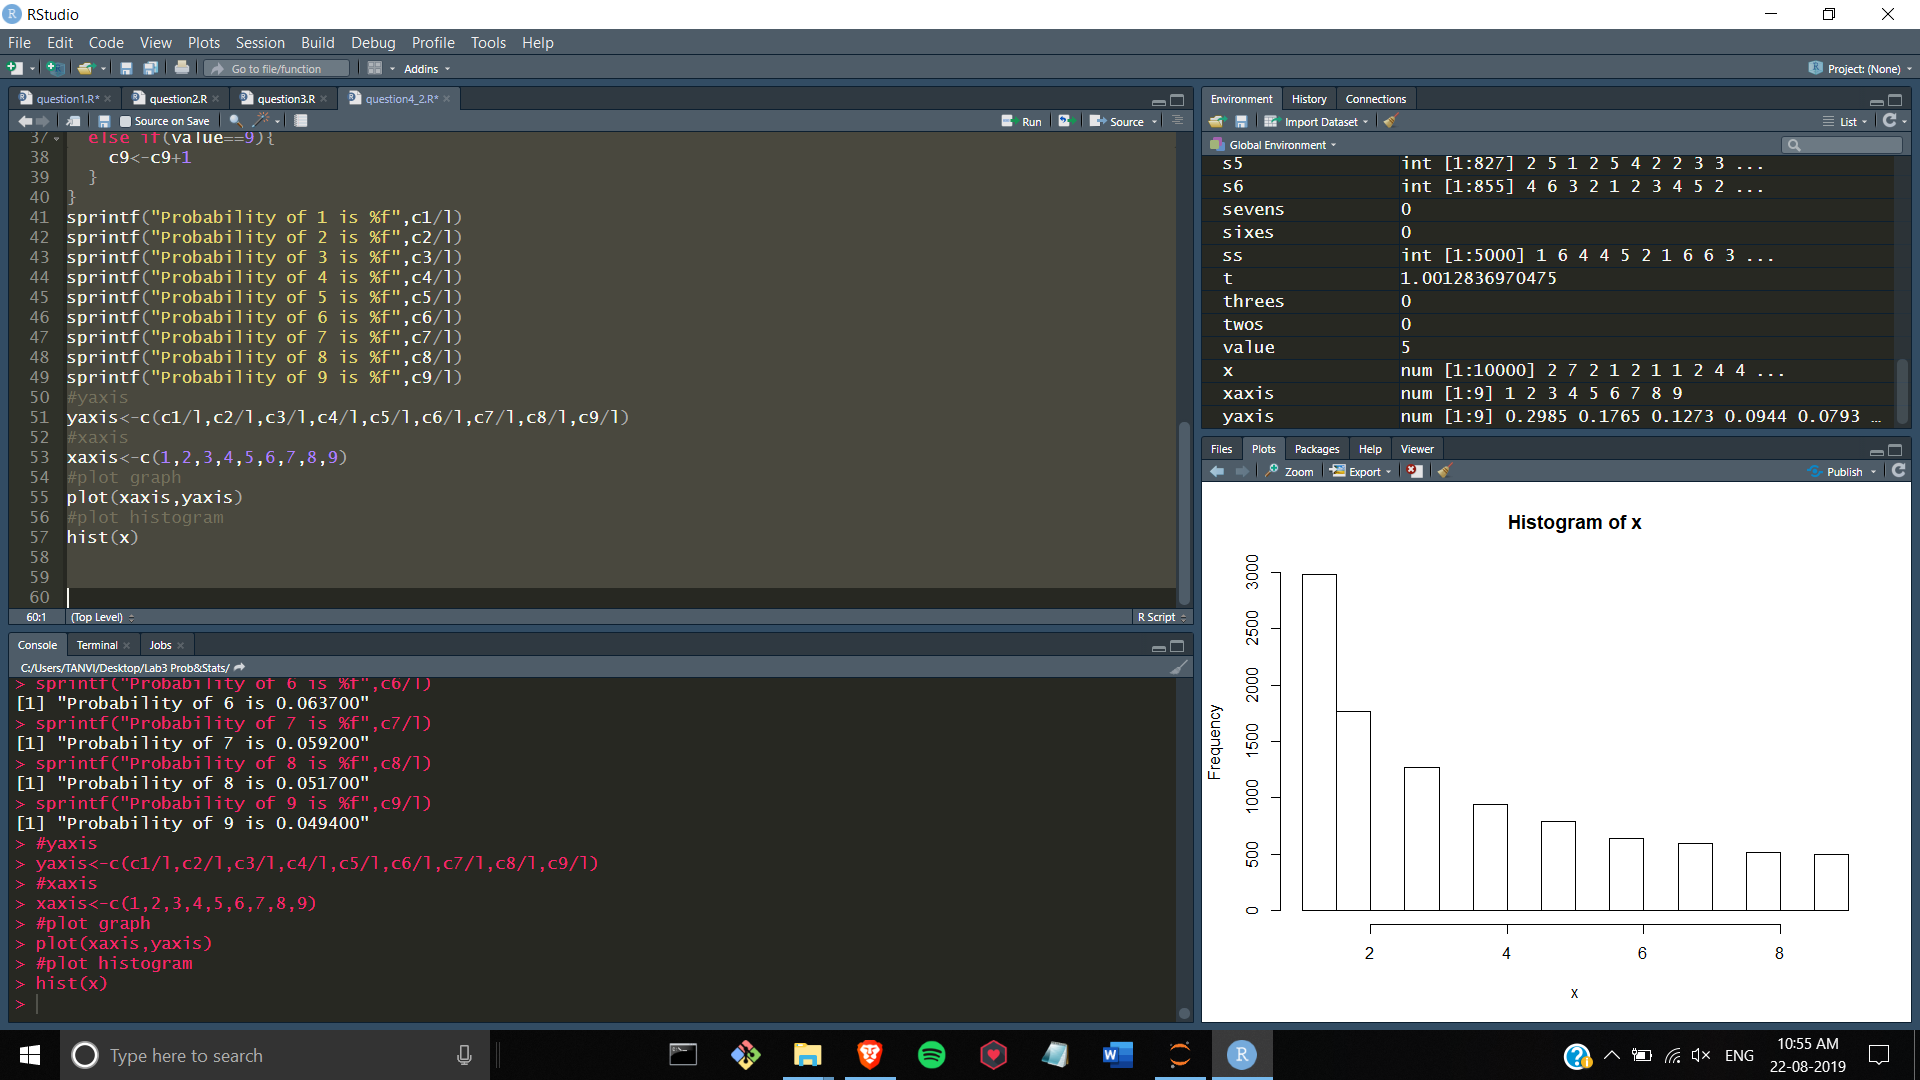 RStudio
File Edit Code View Plots Session Build Debug Profile Tools Help
Go to file/function Addins Project: (None)
question1.R* question2.R question3.R question4_2.R*
Source on Save Run Source
37 else if(value==9){
38 c9<-c9+1
39 }
40 }
41 sprintf("Probability of 1 is %f",c1/l)
42 sprintf("Probability of 2 is %f",c2/l)
43 sprintf("Probability of 3 is %f",c3/l)
44 sprintf("Probability of 4 is %f",c4/l)
45 sprintf("Probability of 5 is %f",c5/l)
46 sprintf("Probability of 6 is %f",c6/l)
47 sprintf("Probability of 7 is %f",c7/l)
48 sprintf("Probability of 8 is %f",c8/l)
49 sprintf("Probability of 9 is %f",c9/l)
50 #yaxis
51 yaxis<-c(c1/l,c2/l,c3/l,c4/l,c5/l,c6/l,c7/l,c8/l,c9/l)
52 #xaxis
53 xaxis<-c(1,2,3,4,5,6,7,8,9)
54 #plot graph
55 plot(xaxis,yaxis)
56 #plot histogram
57 hist(x)
58
59
60
60:1 (Top Level) R Script
Console Terminal Jobs
C:/Users/TANVI/Desktop/Lab3 Prob&Stats/
> sprintf("Probability of 6 is %f",c6/l)
[1] "Probability of 6 is 0.063700"
> sprintf("Probability of 7 is %f",c7/l)
[1] "Probability of 7 is 0.059200"
> sprintf("Probability of 8 is %f",c8/l)
[1] "Probability of 8 is 0.051700"
> sprintf("Probability of 9 is %f",c9/l)
[1] "Probability of 9 is 0.049400"
> #yaxis
> yaxis<-c(c1/l,c2/l,c3/l,c4/l,c5/l,c6/l,c7/l,c8/l,c9/l)
> #xaxis
> xaxis<-c(1,2,3,4,5,6,7,8,9)
> #plot graph
> plot(xaxis,yaxis)
> #plot histogram
> hist(x)
>
Environment History Connections
Import Dataset List
Global Environment
s5 int [1:827] 2 5 1 2 5 4 2 2 3 3 ...
s6 int [1:855] 4 6 3 2 1 2 3 4 5 2 ...
sevens 0
sixes 0
ss int [1:5000] 1 6 4 4 5 2 1 6 6 3 ...
t 1.0012836970475
threes 0
twos 0
value 5
x num [1:10000] 2 7 2 1 2 1 1 2 4 4 ...
xaxis num [1:9] 1 2 3 4 5 6 7 8 9
yaxis num [1:9] 0.2985 0.1765 0.1273 0.0944 0.0793 ...
Files Plots Packages Help Viewer
Zoom Export Publish
Histogram of x
Frequency
0 500 1000 1500 2000 2500 3000
2 4 6 8
x
Type here to search
ENG
10:55 AM
22-08-2019